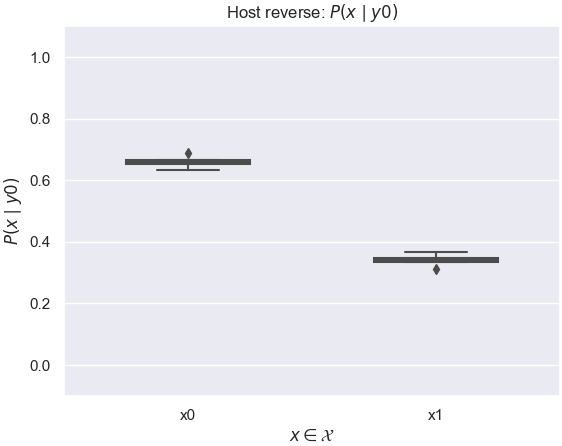 Host reverse: P(x | y0)
1.0
0.8
0.6
0.4
0.2
0.0
P(x | y0)
x0 x1
x ∈ 𝒳